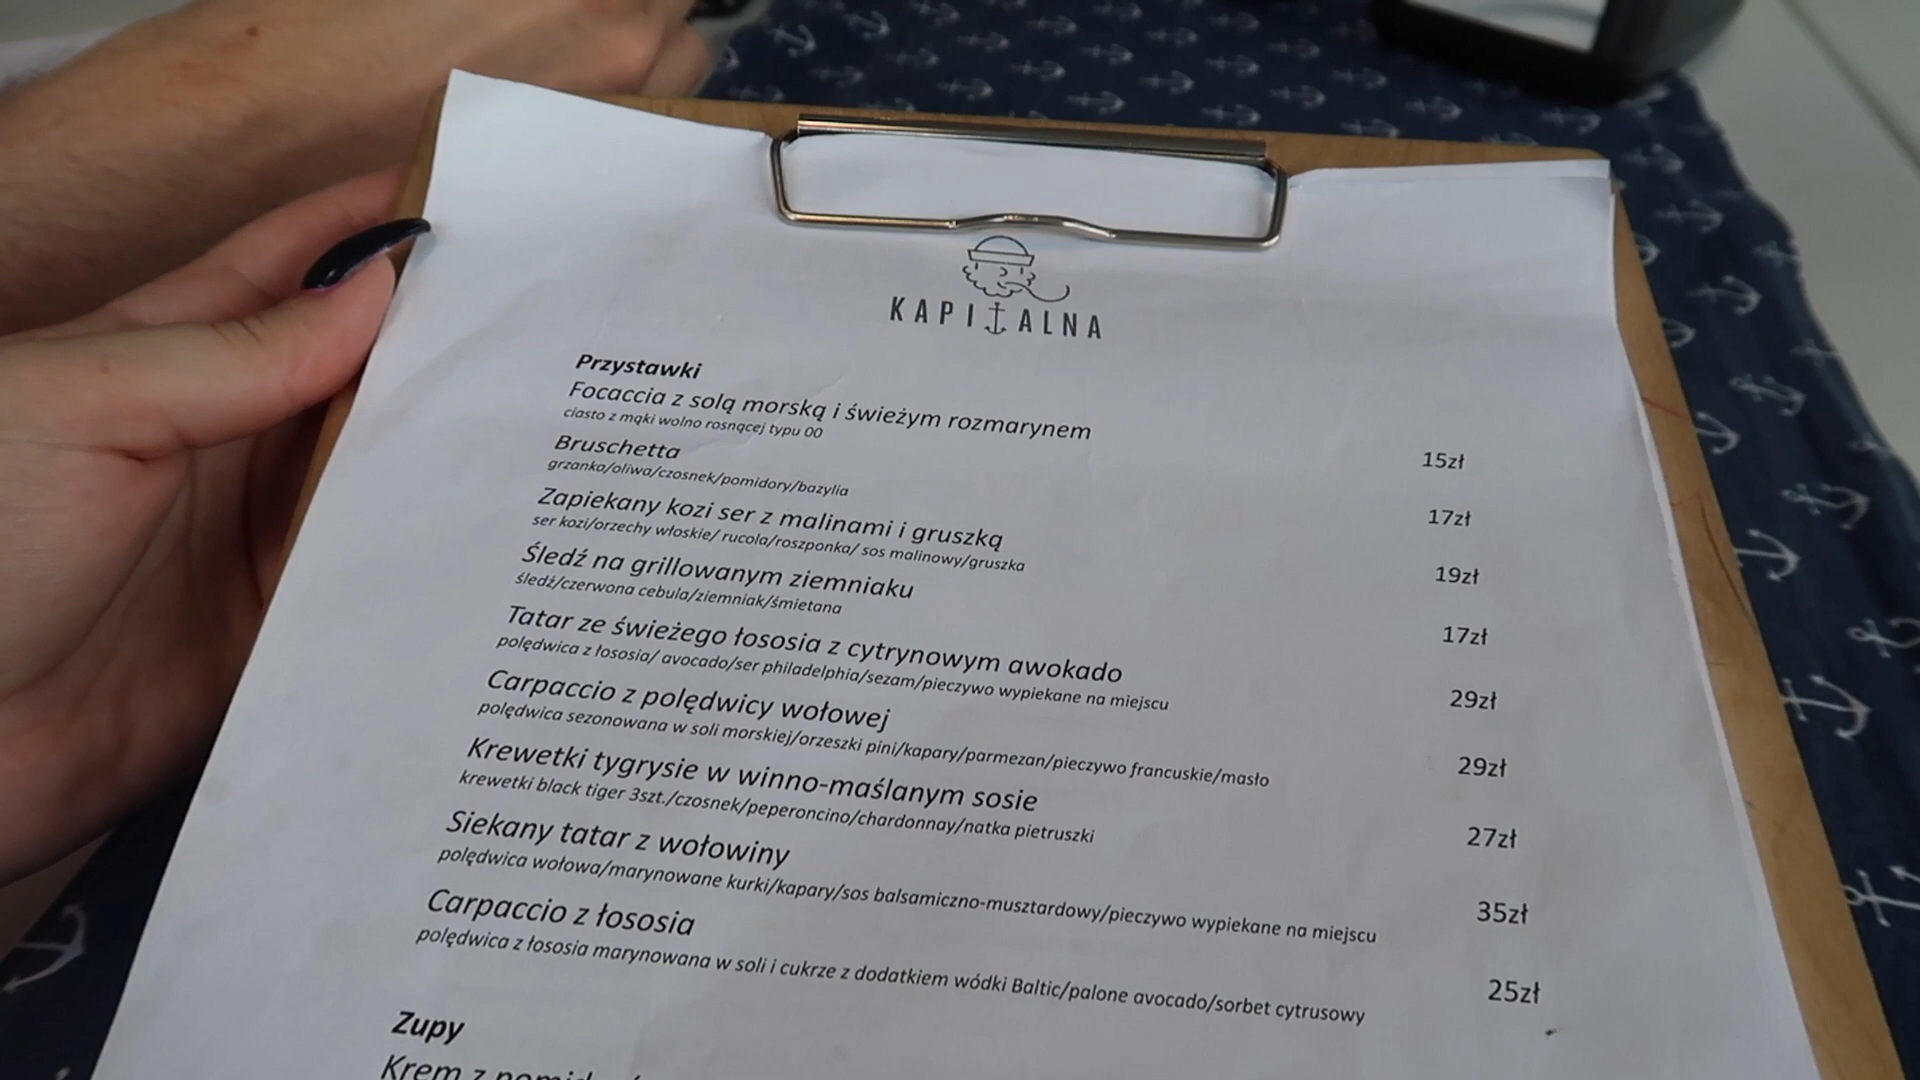 KAPITALNA
Przystawki
Focaccia z solą morską i świeżym rozmarynem 15zł
ciasto z mąki wolno rosnącej typu 00
Bruschetta 17zł
grzanka/oliwa/czosnek/pomidory/bazylia
Zapiekany kozi ser z malinami i gruszką 19zł
ser kozi/orzechy włoskie/ rucola/roszponka/ sos malinowy/gruszka
Śledź na grillowanym ziemniaku 17zł
śledź/czerwona cebula/ziemniak/śmietana
Tatar ze świeżego łososia z cytrynowym awokado 29zł
polędwica z łososia/ avocado/ser philadelphia/sezam/pieczywo wypiekane na miejscu
Carpaccio z polędwicy wołowej 29zł
polędwica sezonowana w soli morskiej/orzeszki pini/kapary/parmezan/pieczywo francuskie/masło
Krewetki tygrysie w winno-maślanym sosie 27zł
krewetki black tiger 3szt./czosnek/peperoncino/chardonnay/natka pietruszki
Siekany tatar z wołowiny 35zł
polędwica wołowa/marynowane kurki/kapary/sos balsamiczno-musztardowy/pieczywo wypiekane na miejscu
Carpaccio z łososia 25zł
polędwica z łososia marynowana w soli i cukrze z dodatkiem wódki Baltic/palone avocado/sorbet cytrusowy
Zupy
Krem z